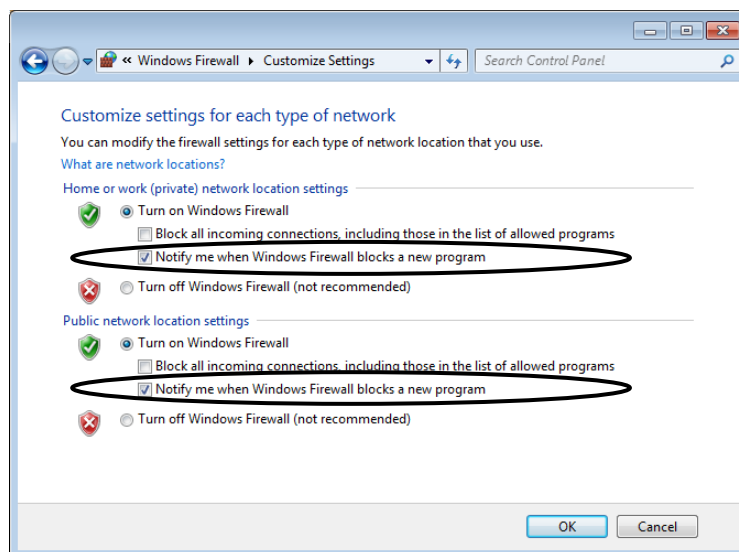 « Windows Firewall ▸ Customize Settings
Search Control Panel
Customize settings for each type of network
You can modify the firewall settings for each type of network location that you use.
What are network locations?
Home or work (private) network location settings
Turn on Windows Firewall
Block all incoming connections, including those in the list of allowed programs
Notify me when Windows Firewall blocks a new program
Turn off Windows Firewall (not recommended)
Public network location settings
Turn on Windows Firewall
Block all incoming connections, including those in the list of allowed programs
Notify me when Windows Firewall blocks a new program
Turn off Windows Firewall (not recommended)
OK
Cancel